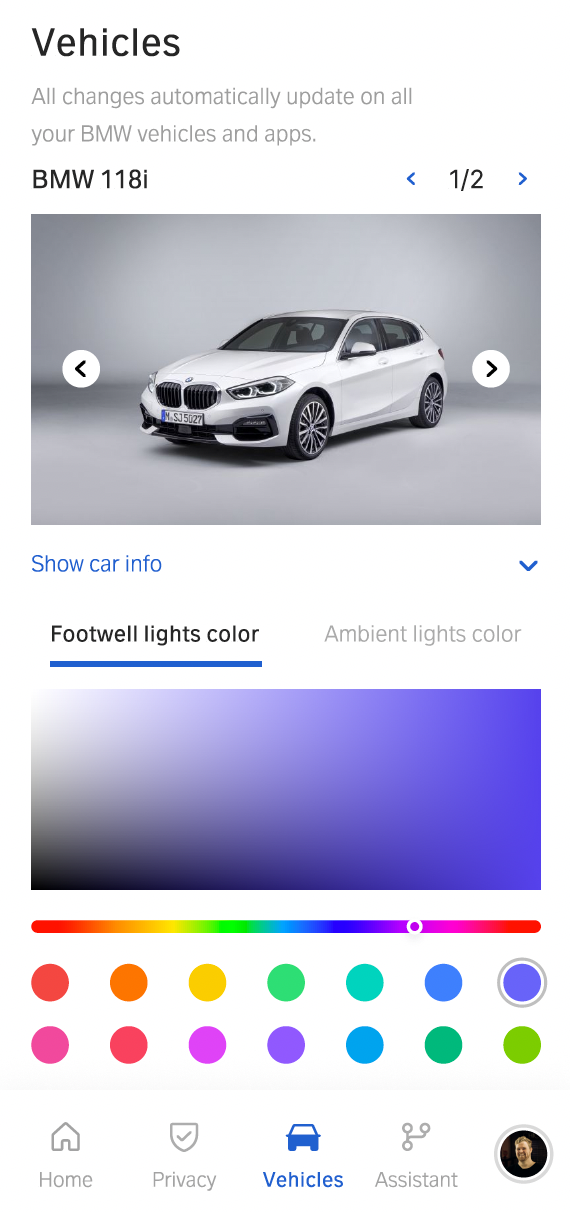 Vehicles
All changes automatically update on all
your BMW vehicles and apps.
BMW 118i
1/2
M SJ 5027
Show car info
Footwell lights color
Ambient lights color
Home
Privacy
Vehicles
Assistant